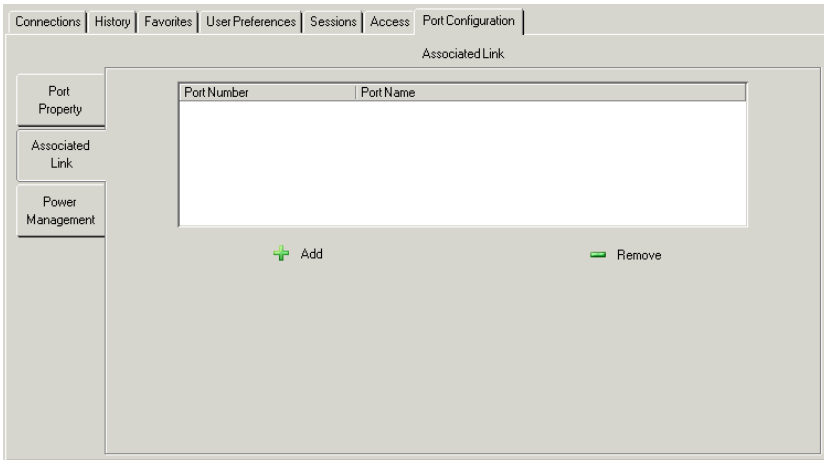 Connections History Favorites User Preferences Sessions Access Port Configuration
Associated Link
Port
Property
Associated
Link
Power
Management
Port Number Port Name
Add Remove